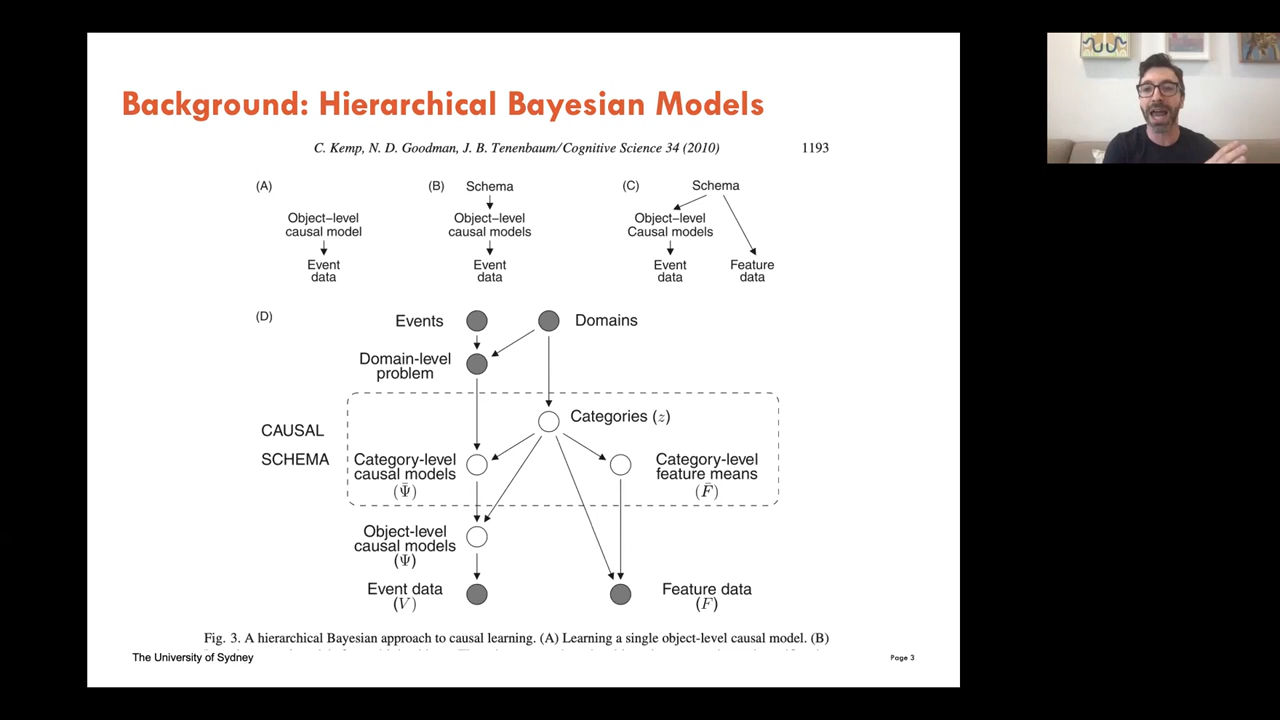 Background: Hierarchical Bayesian Models
C. Kemp, N. D. Goodman, J. B. Tenenbaum/Cognitive Science 34 (2010)
1193
(A)
Object–level
causal model
Event
data
(B)
Schema
Object–level
causal models
Event
data
(C)
Schema
Object–level
Causal Models
Event
data
Feature
data
(D)
Events
Domains
Domain-level
problem
CAUSAL
SCHEMA
Categories (z)
Category-level
causal models
(Ψ̄)
Category-level
feature means
(F̄)
Object-level
causal models
(Ψ)
Event data
(V)
Feature data
(F)
Fig. 3. A hierarchical Bayesian approach to causal learning. (A) Learning a single object-level causal model. (B)
The University of Sydney
Page 3